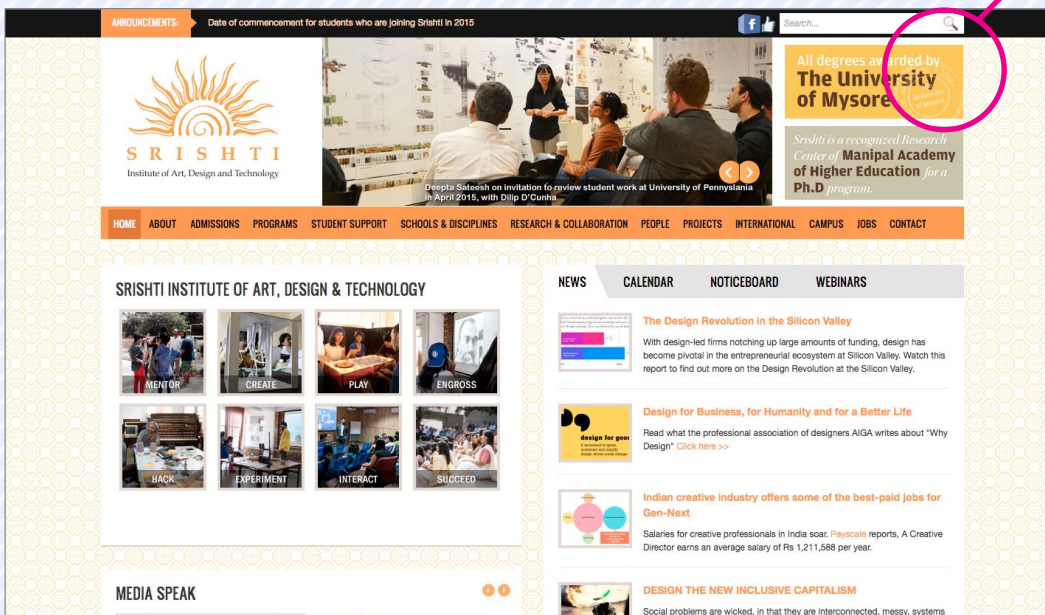 ANNOUNCEMENTS:
Date of commencement for students who are joining Srishti in 2015
f
Search...
SRISHTI
Institute of Art, Design and Technology
Deepta Sateesh on invitation to review student work at University of Pennyslania
in April 2015, with Dilip D'Cunha
All degrees awarded by
The University
of Mysore
University
of Mysore
Srishti is a recognized Research
Center of Manipal Academy
of Higher Education for a
Ph.D program.
HOME ABOUT ADMISSIONS PROGRAMS STUDENT SUPPORT SCHOOLS & DISCIPLINES RESEARCH & COLLABORATION PEOPLE PROJECTS INTERNATIONAL CAMPUS JOBS CONTACT
SRISHTI INSTITUTE OF ART, DESIGN & TECHNOLOGY
MENTOR CREATE PLAY ENGROSS
HACK EXPERIMENT INTERACT SUCCEED
MEDIA SPEAK
NEWS CALENDAR NOTICEBOARD WEBINARS
The Design Revolution in the Silicon Valley
With design-led firms notching up large amounts of funding, design has
become pivotal in the entrepreneurial ecosystem at Silicon Valley. Watch this
report to find out more on the Design Revolution at the Silicon Valley.
design for good
Design for Business, for Humanity and for a Better Life
Read what the professional association of designers AIGA writes about "Why
Design" Click here >>
Indian creative industry offers some of the best-paid jobs for
Gen-Next
Salaries for creative professionals in India soar. Payscale reports, A Creative
Director earns an average salary of Rs 1,211,588 per year.
DESIGN THE NEW INCLUSIVE CAPITALISM
Social problems are wicked, in that they are interconnected, messy, systems